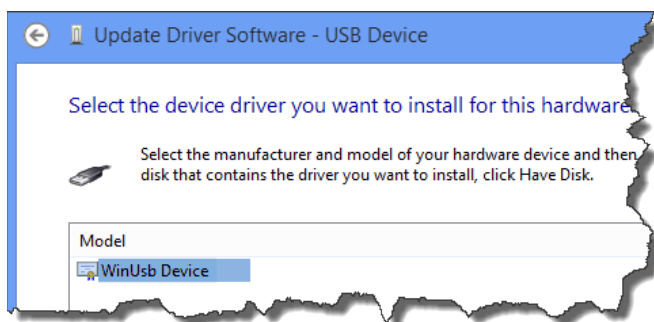 Update Driver Software - USB Device
Select the device driver you want to install for this hardware.
Select the manufacturer and model of your hardware device and then
disk that contains the driver you want to install, click Have Disk.
Model
WinUsb Device